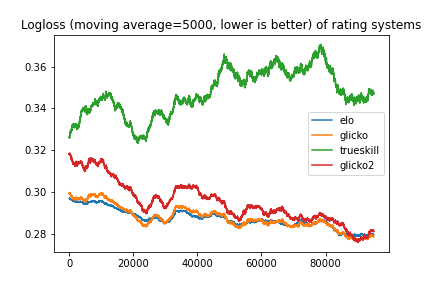 Logloss (moving average=5000, lower is better) of rating systems
0.36
0.34
0.32
0.30
0.28
elo
glicko
trueskill
glicko2
0
20000
40000
60000
80000